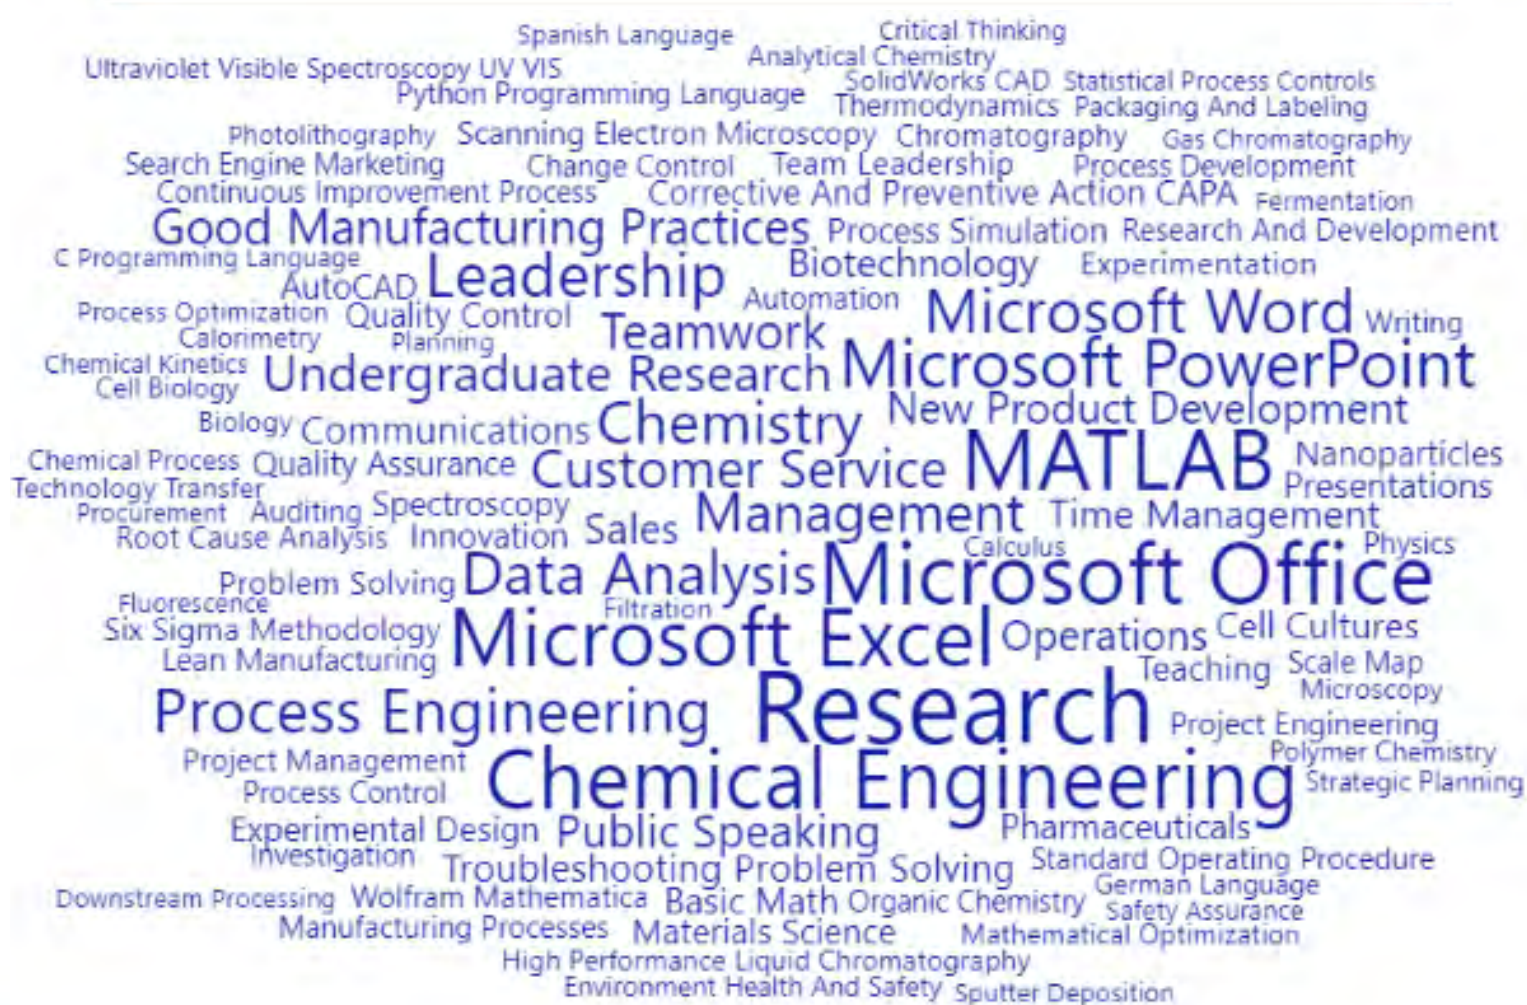 Spanish Language Critical Thinking
Analytical Chemistry
Ultraviolet Visible Spectroscopy UV VIS
SolidWorks CAD Statistical Process Controls
Python Programming Language Thermodynamics Packaging And Labeling
Photolithography Scanning Electron Microscopy Chromatography Gas Chromatography
Search Engine Marketing Change Control Team Leadership Process Development
Continuous Improvement Process Corrective And Preventive Action CAPA Fermentation
Good Manufacturing Practices Process Simulation Research And Development
C Programming Language Leadership Biotechnology Experimentation
AutoCAD Automation Microsoft Word Writing
Process Optimization Quality Control Teamwork
Calorimetry Planning
Chemical Kinetics Undergraduate Research Microsoft PowerPoint
Cell Biology
Biology Communications Chemistry New Product Development
Chemical Process Quality Assurance Customer Service MATLAB Nanoparticles
Technology Transfer Presentations
Procurement Auditing Spectroscopy Sales Management Time Management
Root Cause Analysis Innovation Calculus Physics
Problem Solving Data Analysis Microsoft Office
Fluorescence Filtration
Six Sigma Methodology Microsoft Excel Operations Cell Cultures
Lean Manufacturing Teaching Scale Map
Microscopy
Process Engineering Research Project Engineering
Polymer Chemistry
Project Management Chemical Engineering Strategic Planning
Process Control
Experimental Design Public Speaking Pharmaceuticals
Investigation Troubleshooting Problem Solving Standard Operating Procedure
German Language
Downstream Processing Wolfram Mathematica Basic Math Organic Chemistry Safety Assurance
Manufacturing Processes Materials Science Mathematical Optimization
High Performance Liquid Chromatography
Environment Health And Safety Sputter Deposition